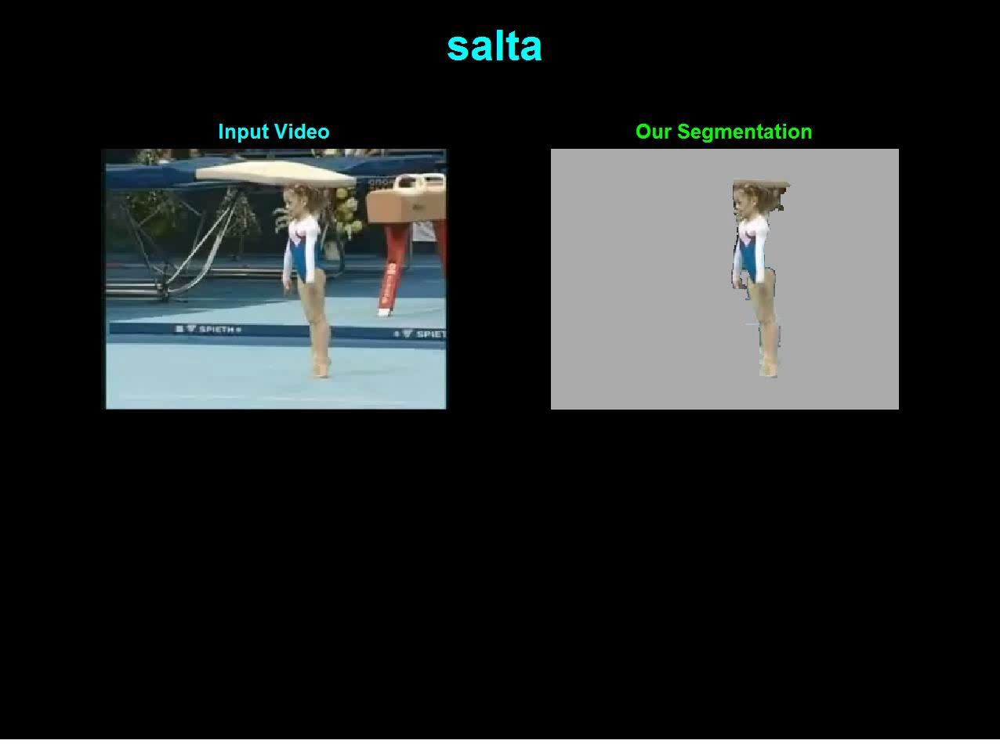 salta
Input Video
Our Segmentation
SPIETH
SPIET